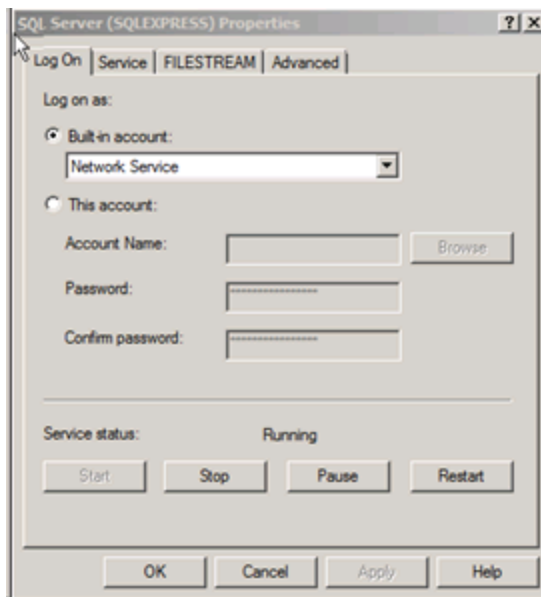 SQL Server (SQLEXPRESS) Properties
Log On Service FILESTREAM Advanced
Log on as:
Built-in account:
Network Service
This account:
Account Name: Browse
Password: ****************
Confirm password: ****************
Service status: Running
Start Stop Pause Restart
OK Cancel Apply Help